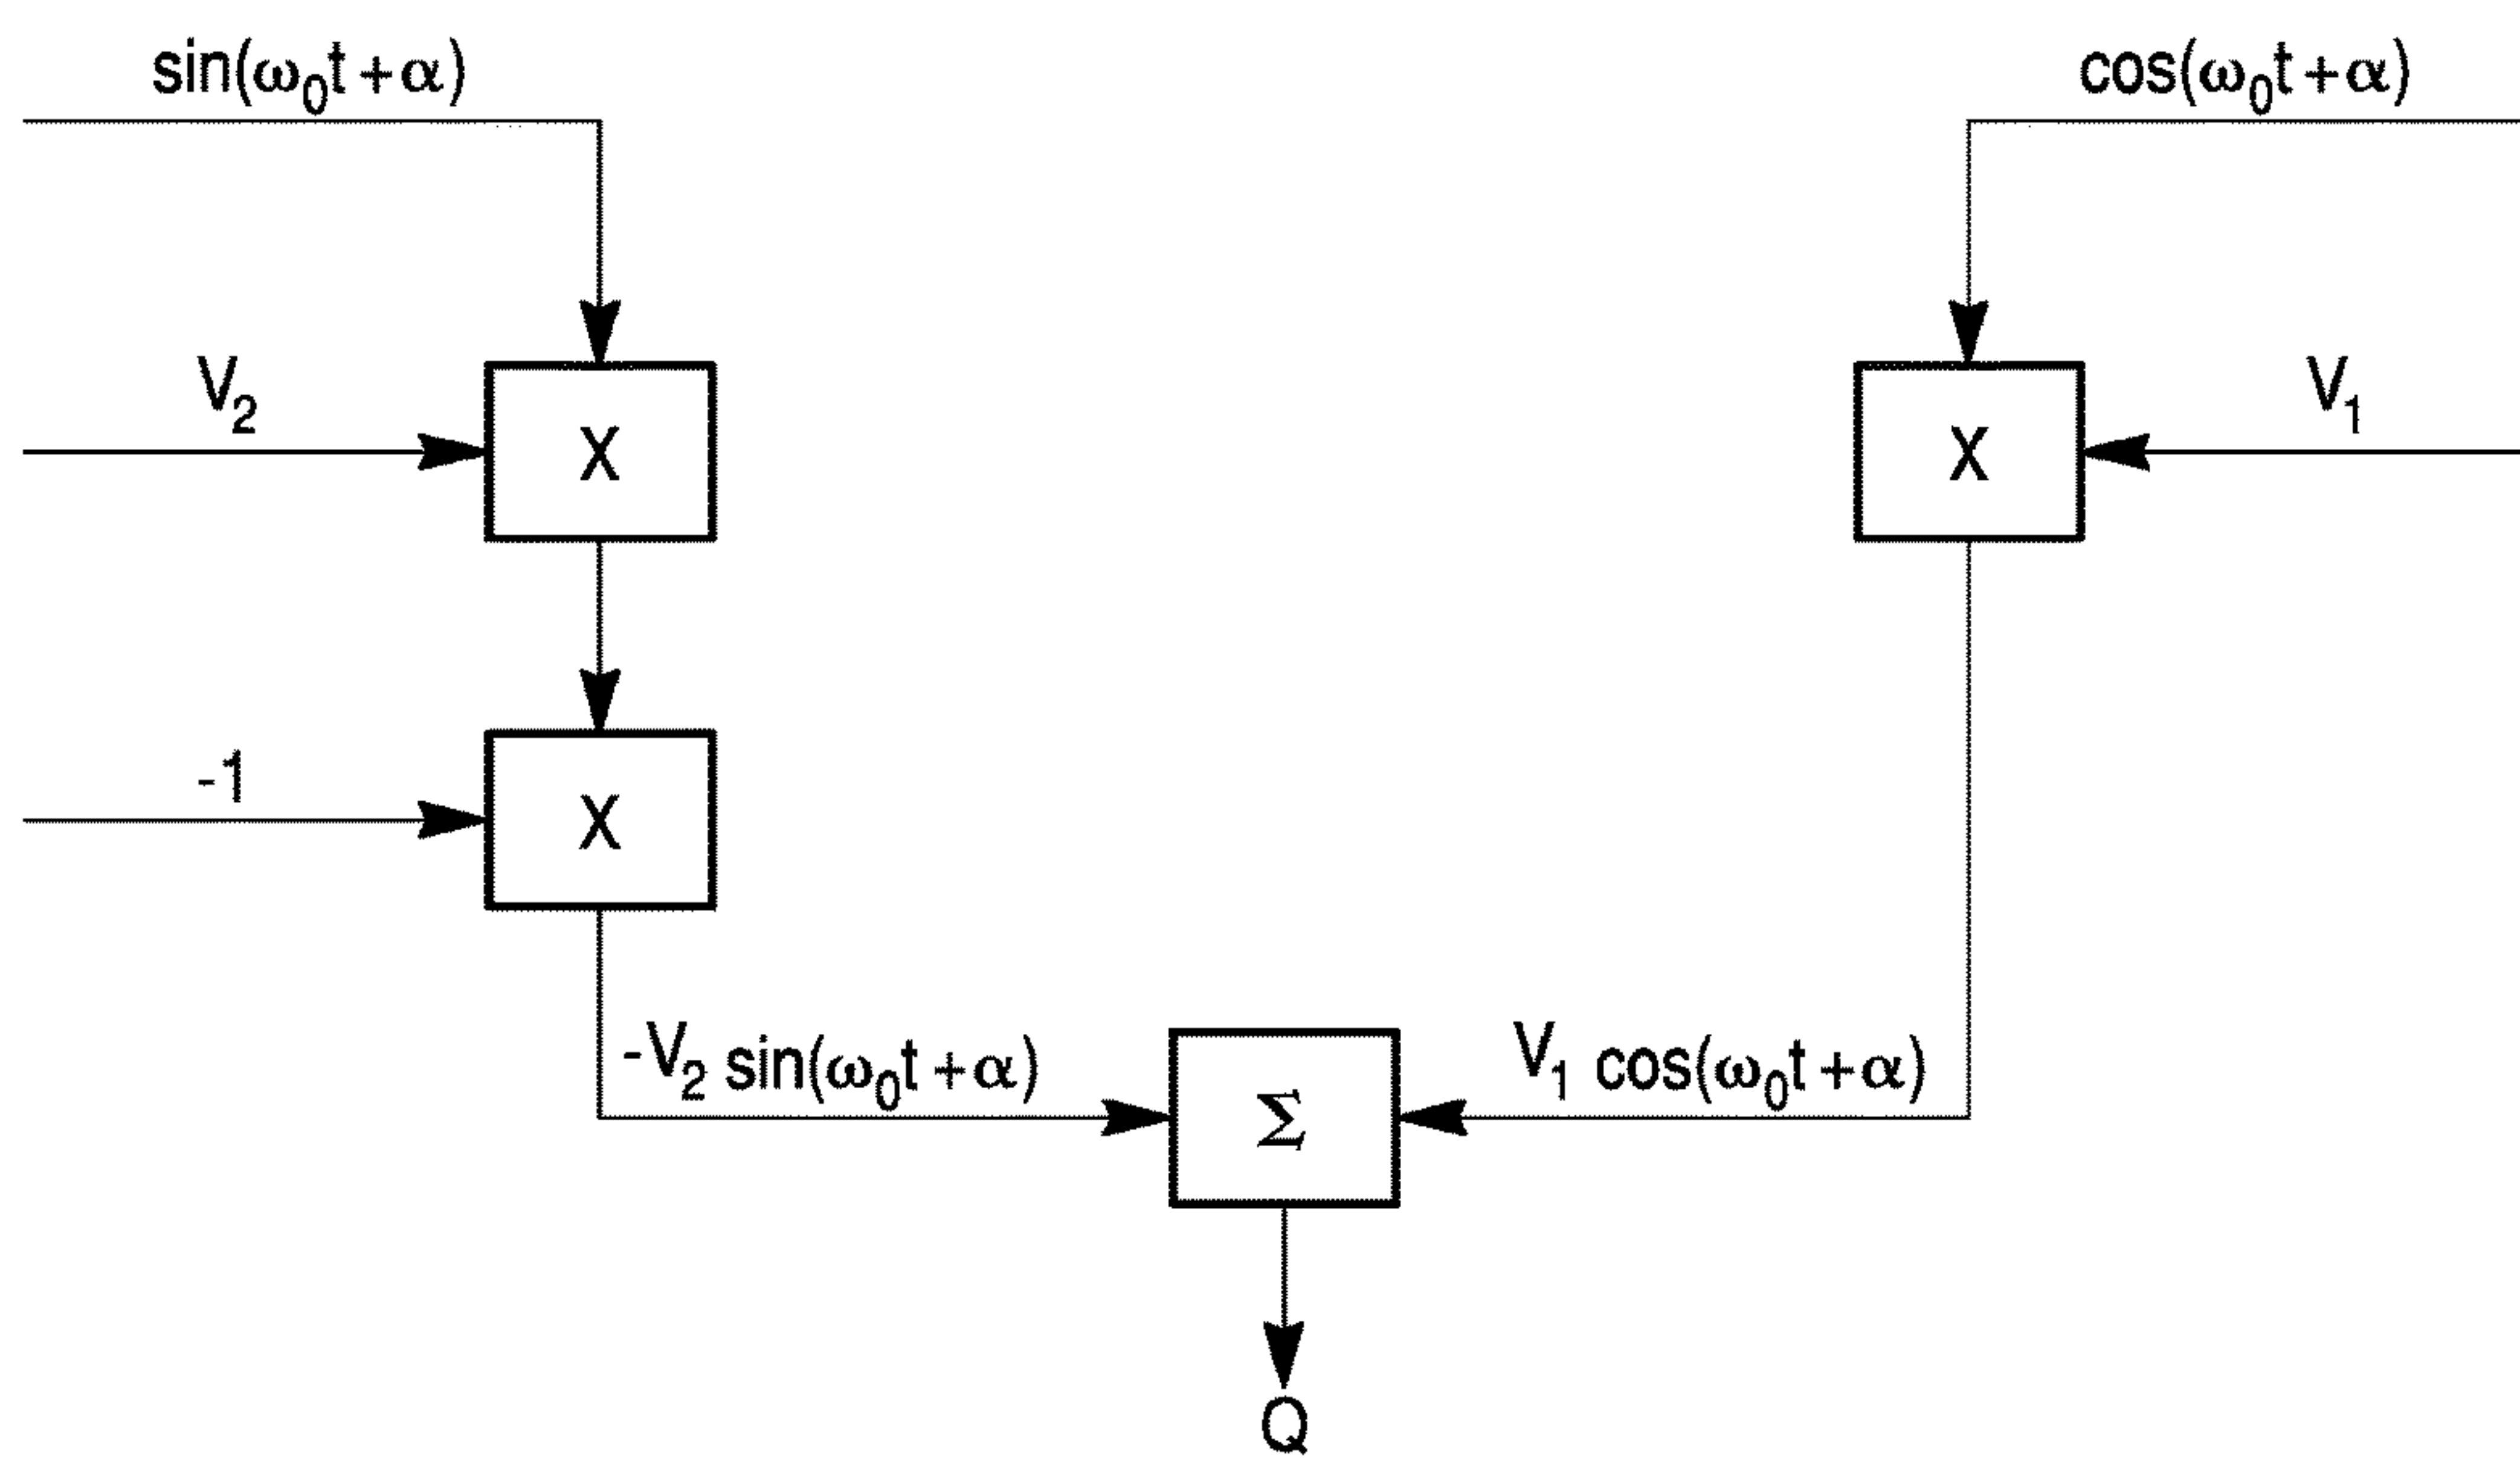 sin(ω₀t+α)
cos(ω₀t+α)
V₂
X
X
V₁
-1
X
-V₂ sin(ω₀t+α)
Σ
V₁ cos(ω₀t+α)
Q